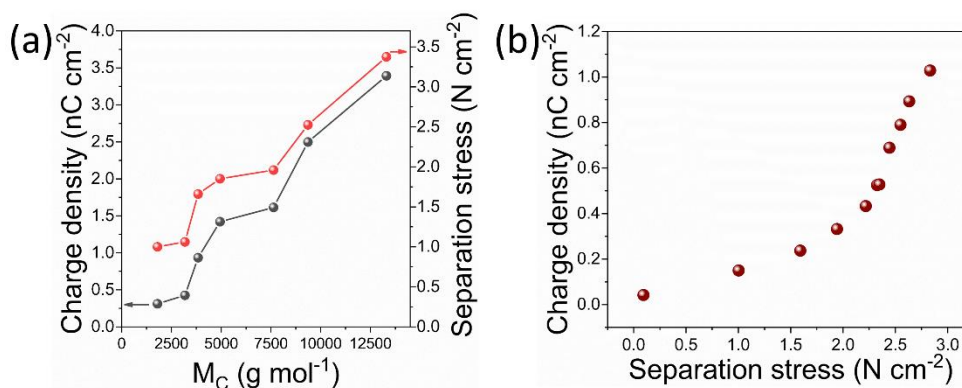 (a)
Charge density (nC cm⁻²)
4.0
3.5
3.0
2.5
2.0
1.5
1.0
0.5
0.0
0 2500 5000 7500 10000 12500
M_C (g mol⁻¹)
3.5
3.0
2.5
2.0
1.5
1.0
0.5
0.0
Separation stress (N cm⁻²)
(b)
Charge density (nC cm⁻²)
1.2
1.0
0.8
0.6
0.4
0.2
0.0
0.0 0.5 1.0 1.5 2.0 2.5 3.0
Separation stress (N cm⁻²)